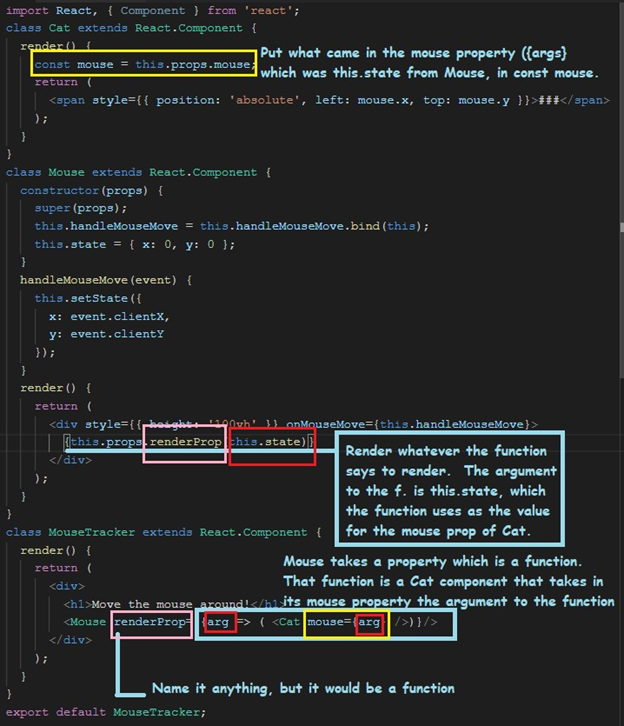 import React, { Component } from 'react';
class Cat extends React.Component {
render() {
const mouse = this.props.mouse;
Put what came in the mouse property ({args}
which was this.state from Mouse, in const mouse.
return (
<span style={{ position: 'absolute', left: mouse.x, top: mouse.y }}>###</span>
);
}
}
class Mouse extends React.Component {
constructor(props) {
super(props);
this.handleMouseMove = this.handleMouseMove.bind(this);
this.state = { x: 0, y: 0 };
}
handleMouseMove(event) {
this.setState({
x: event.clientX,
y: event.clientY
});
}
render() {
return (
<div style={{ height: '100vh' }} onMouseMove={this.handleMouseMove}>
{this.props.renderProp(this.state)}
</div>
);
}
}
Render whatever the function
says to render. The argument
to the f. is this.state, which
the function uses as the value
for the mouse prop of Cat.
class MouseTracker extends React.Component {
render() {
return (
<div>
<h1>Move the mouse around!</h1>
<Mouse renderProp= {arg => ( <Cat mouse={arg} />)}/>
</div>
);
}
}
Mouse takes a property which is a function.
That function is a Cat component that takes in
its mouse property the argument to the function
Name it anything, but it would be a function
export default MouseTracker;